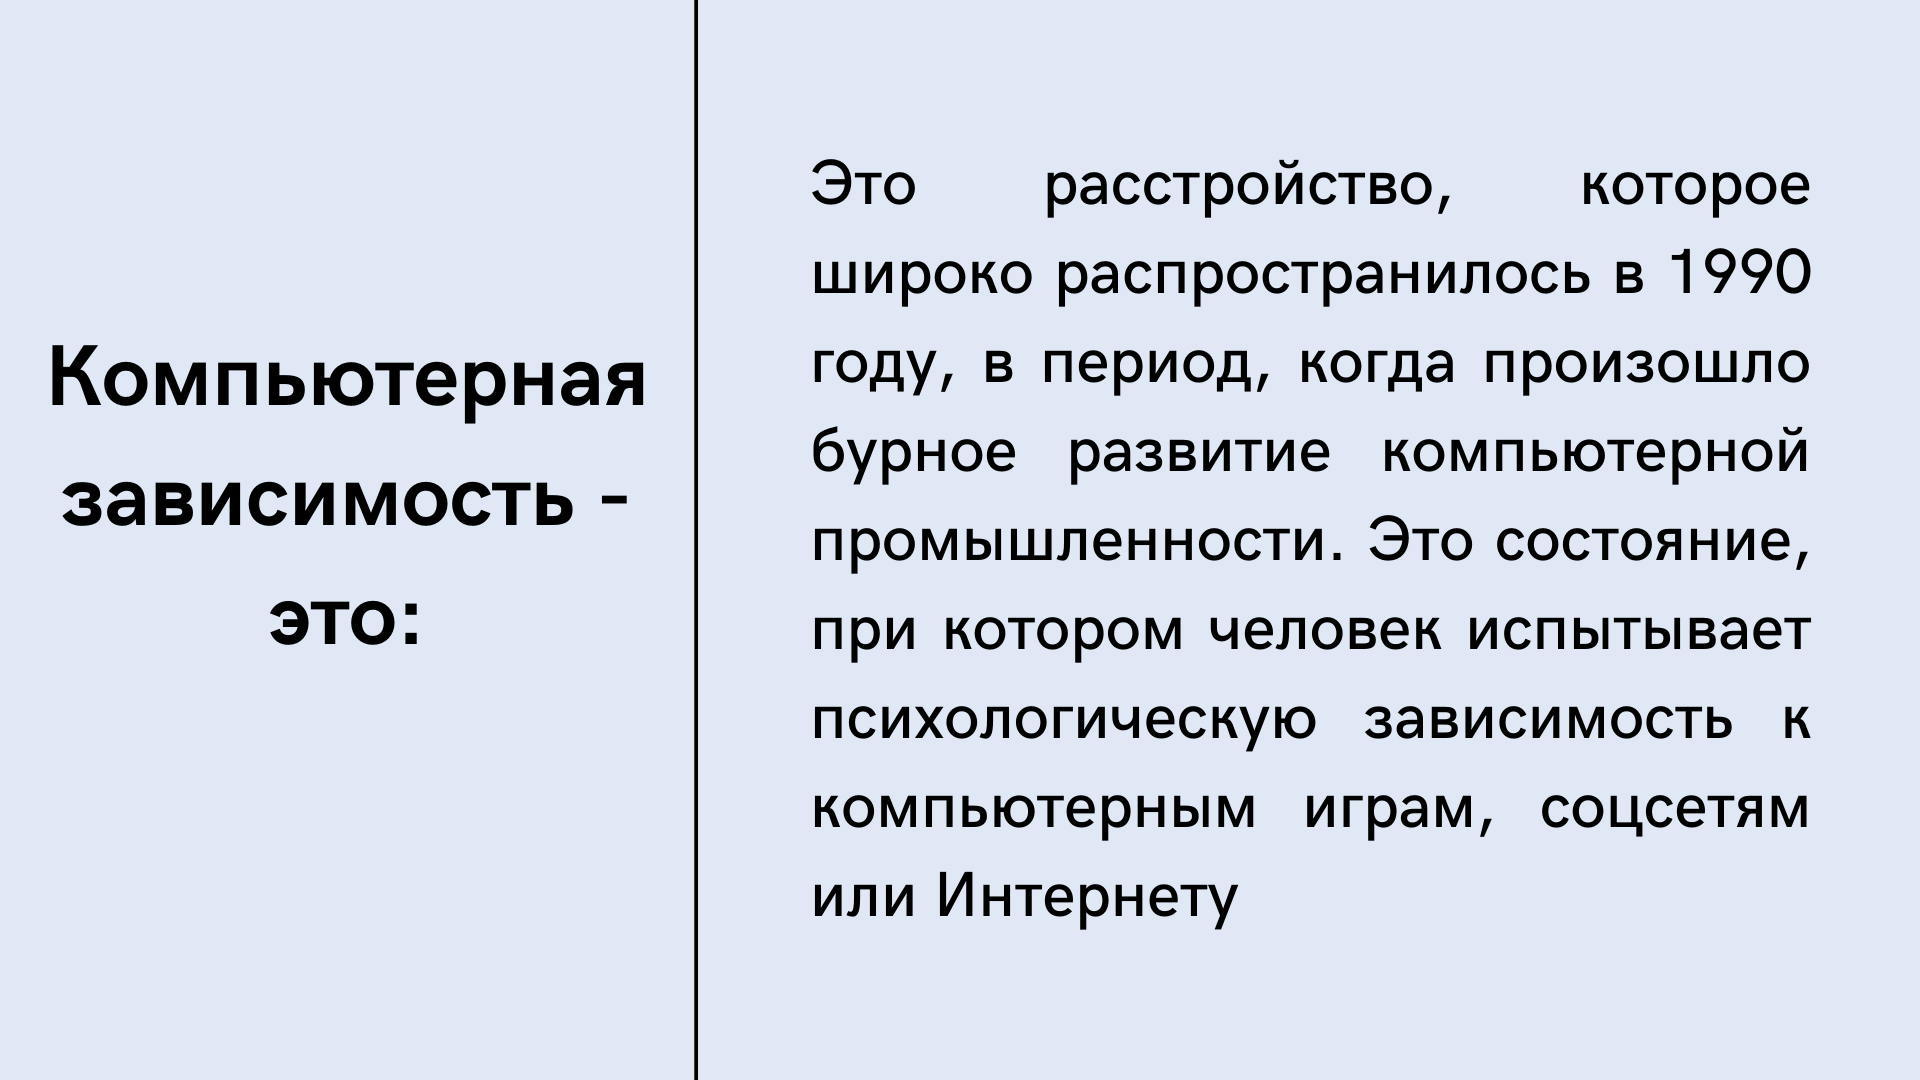 Компьютерная
зависимость -
это:
Это расстройство, которое
широко распространилось в 1990
году, в период, когда произошло
бурное развитие компьютерной
промышленности. Это состояние,
при котором человек испытывает
психологическую зависимость к
компьютерным играм, соцсетям
или Интернету